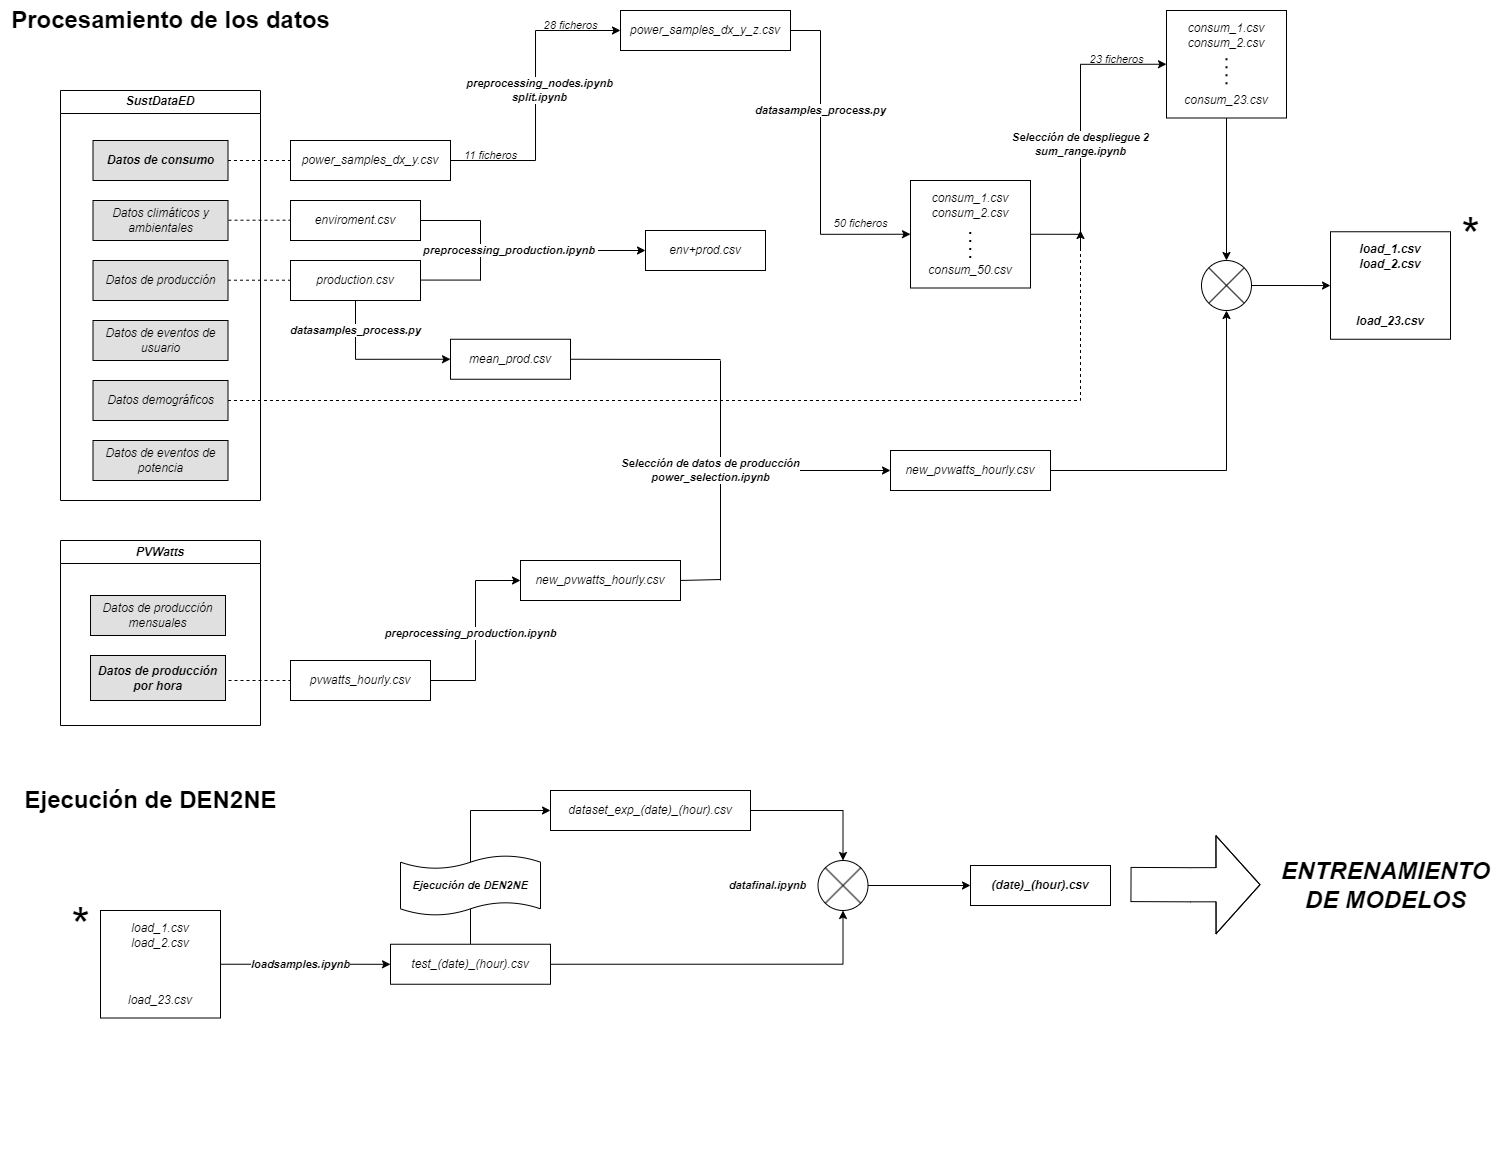 Procesamiento de los datos
SustDataED
Datos de consumo
Datos climáticos y
ambientales
Datos de producción
Datos de eventos de
usuario
Datos demográficos
Datos de eventos de
potencia
power_samples_dx_y.csv
11 ficheros
preprocessing_nodes.ipynb
split.ipynb
28 ficheros
power_samples_dx_y_z.csv
datasamples_process.py
50 ficheros
consum_1.csv
consum_2.csv
consum_50.csv
Selección de despliegue 2
sum_range.ipynb
23 ficheros
consum_1.csv
consum_2.csv
consum_23.csv
enviroment.csv
production.csv
preprocessing_production.ipynb
env+prod.csv
datasamples_process.py
mean_prod.csv
Selección de datos de producción
power_selection.ipynb
new_pvwatts_hourly.csv
*
load_1.csv
load_2.csv
load_23.csv
PVWatts
Datos de producción
mensuales
Datos de producción
por hora
pvwatts_hourly.csv
preprocessing_production.ipynb
new_pvwatts_hourly.csv
Ejecución de DEN2NE
*
load_1.csv
load_2.csv
load_23.csv
loadsamples.ipynb
test_(date)_(hour).csv
Ejecución de DEN2NE
dataset_exp_(date)_(hour).csv
datafinal.ipynb
(date)_(hour).csv
ENTRENAMIENTO
DE MODELOS